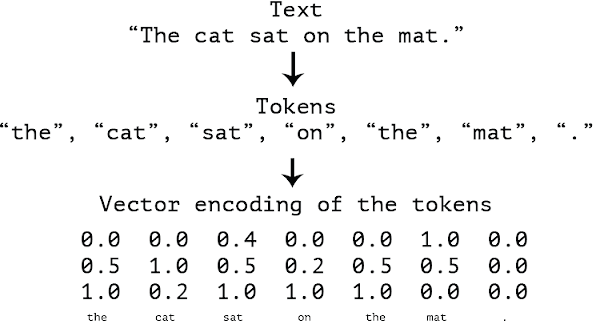 Text
“The cat sat on the mat.”
Tokens
“the”, “cat”, “sat”, “on”, “the”, “mat”, “.”
Vector encoding of the tokens
0.0 0.0 0.4 0.0 0.0 1.0 0.0
0.5 1.0 0.5 0.2 0.5 0.5 0.0
1.0 0.2 1.0 1.0 1.0 0.0 0.0
the cat sat on the mat .